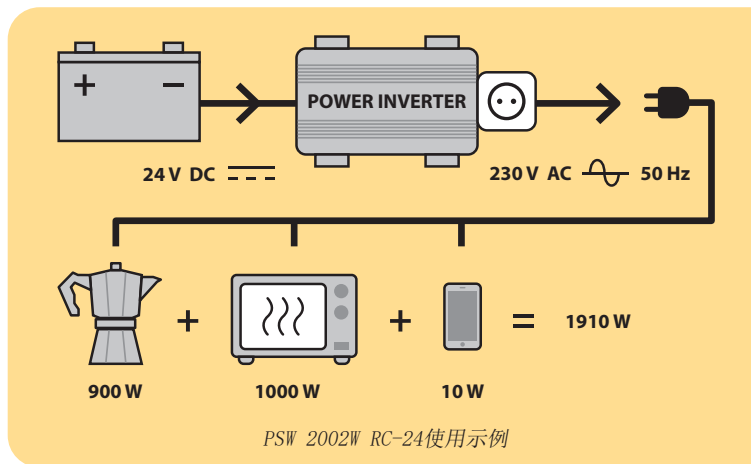 + −
POWER INVERTER
24 V DC
230 V AC 50 Hz
+ + = 1910 W
900 W 1000 W 10 W
PSW 2002W RC-24使用示例